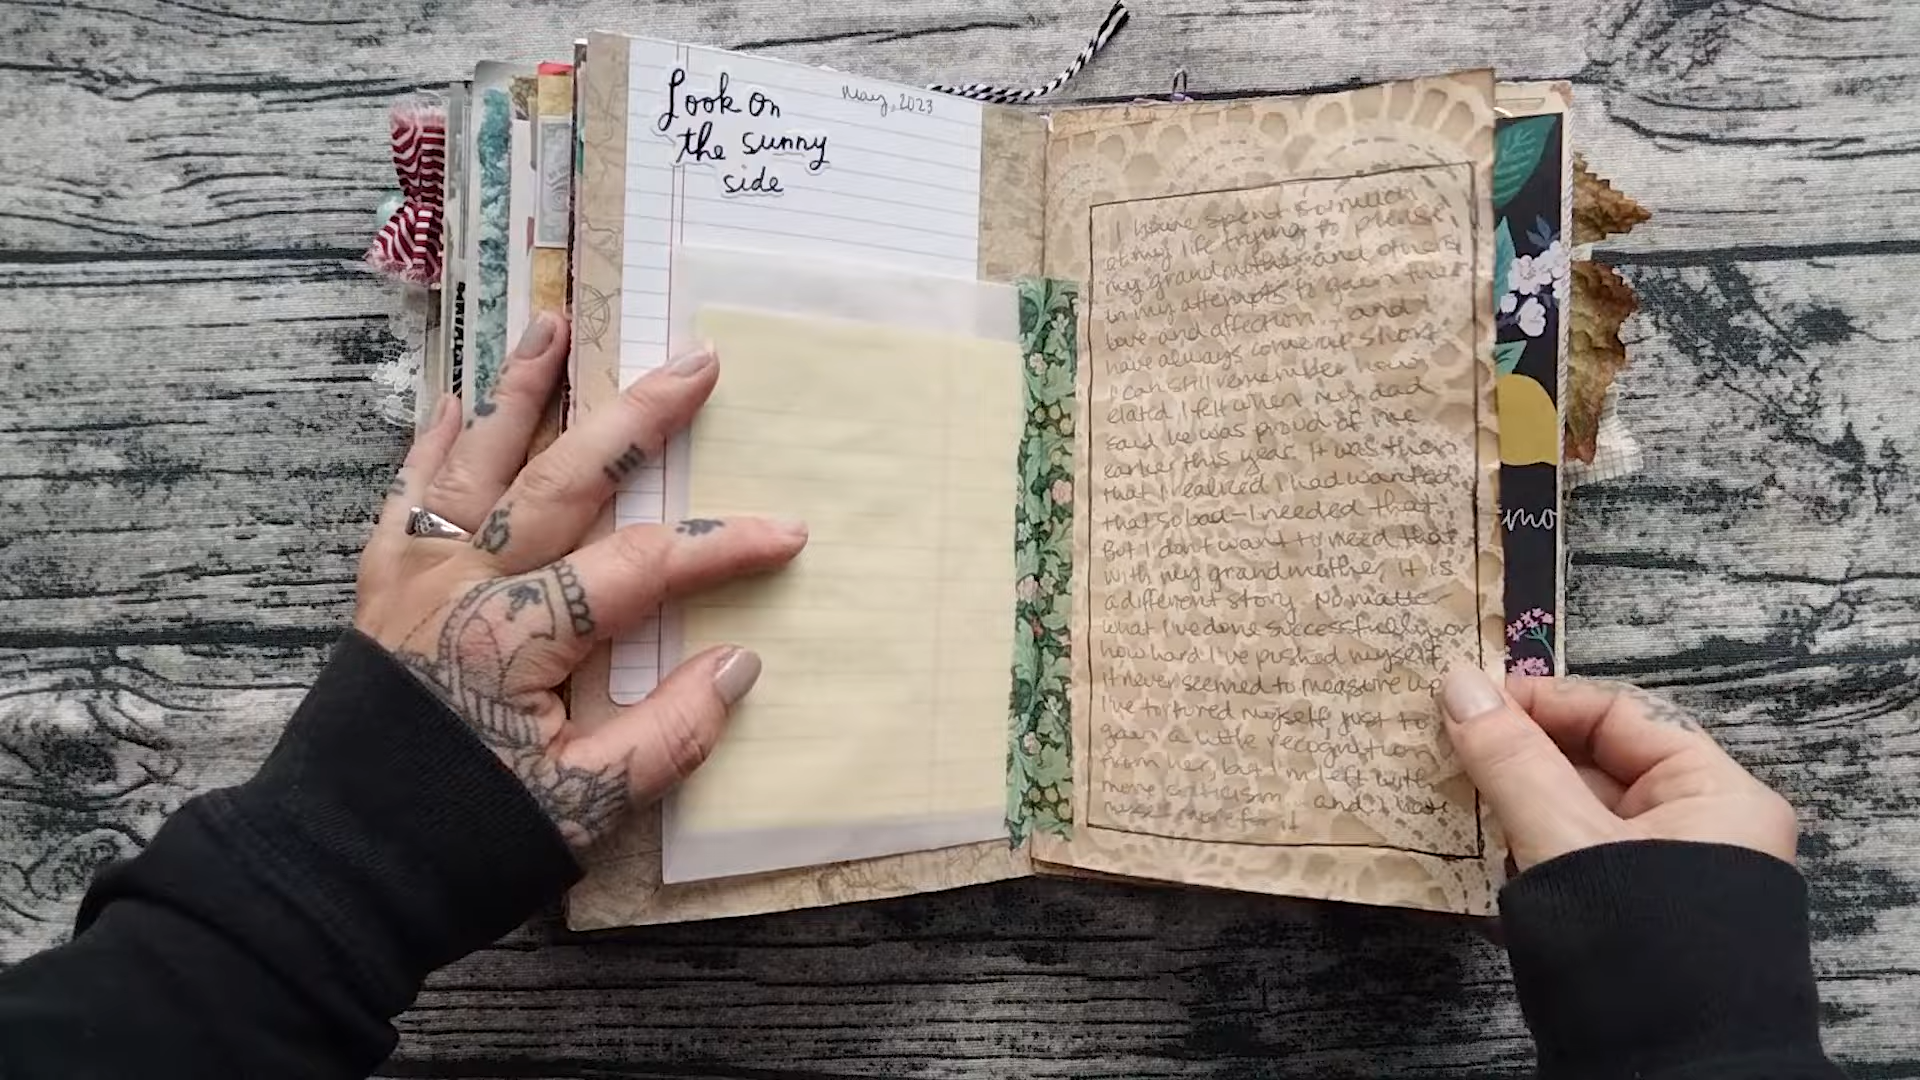 Look on
the sunny
side
May, 2023
I have spent so much
of my life trying to please
my grandmother and others
in my attempts to gain their
love and affection and
have always come up short
I can still remember how
elated I felt when my dad
said he was proud of me
earlier this year. It was then
that I realized I had wanted
that so bad-I needed that.
But I don't want to need that
with my grandmother, it is
a different story. No matter
what I've done successfully or
how hard I've pushed myself,
it never seemed to measure up
I've tortured myself just to
gain a little recognition
from her, but I'm left with
more criticism and I hate
for it
mo